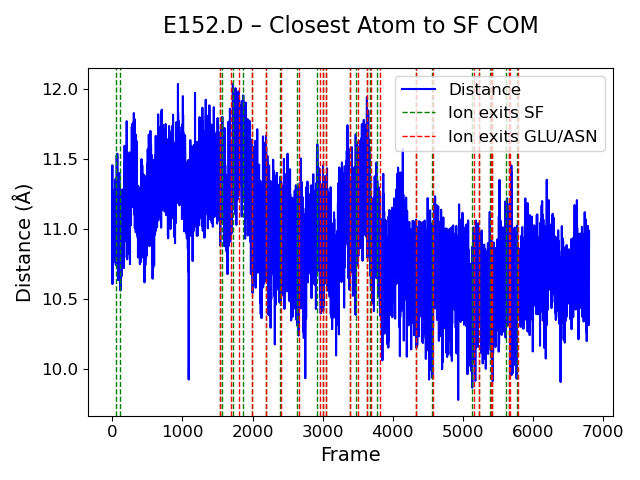 E152.D – Closest Atom to SF COM
12.0
11.5
11.0
10.5
10.0
Distance (Å)
Distance
Ion exits SF
Ion exits GLU/ASN
0 1000 2000 3000 4000 5000 6000 7000
Frame